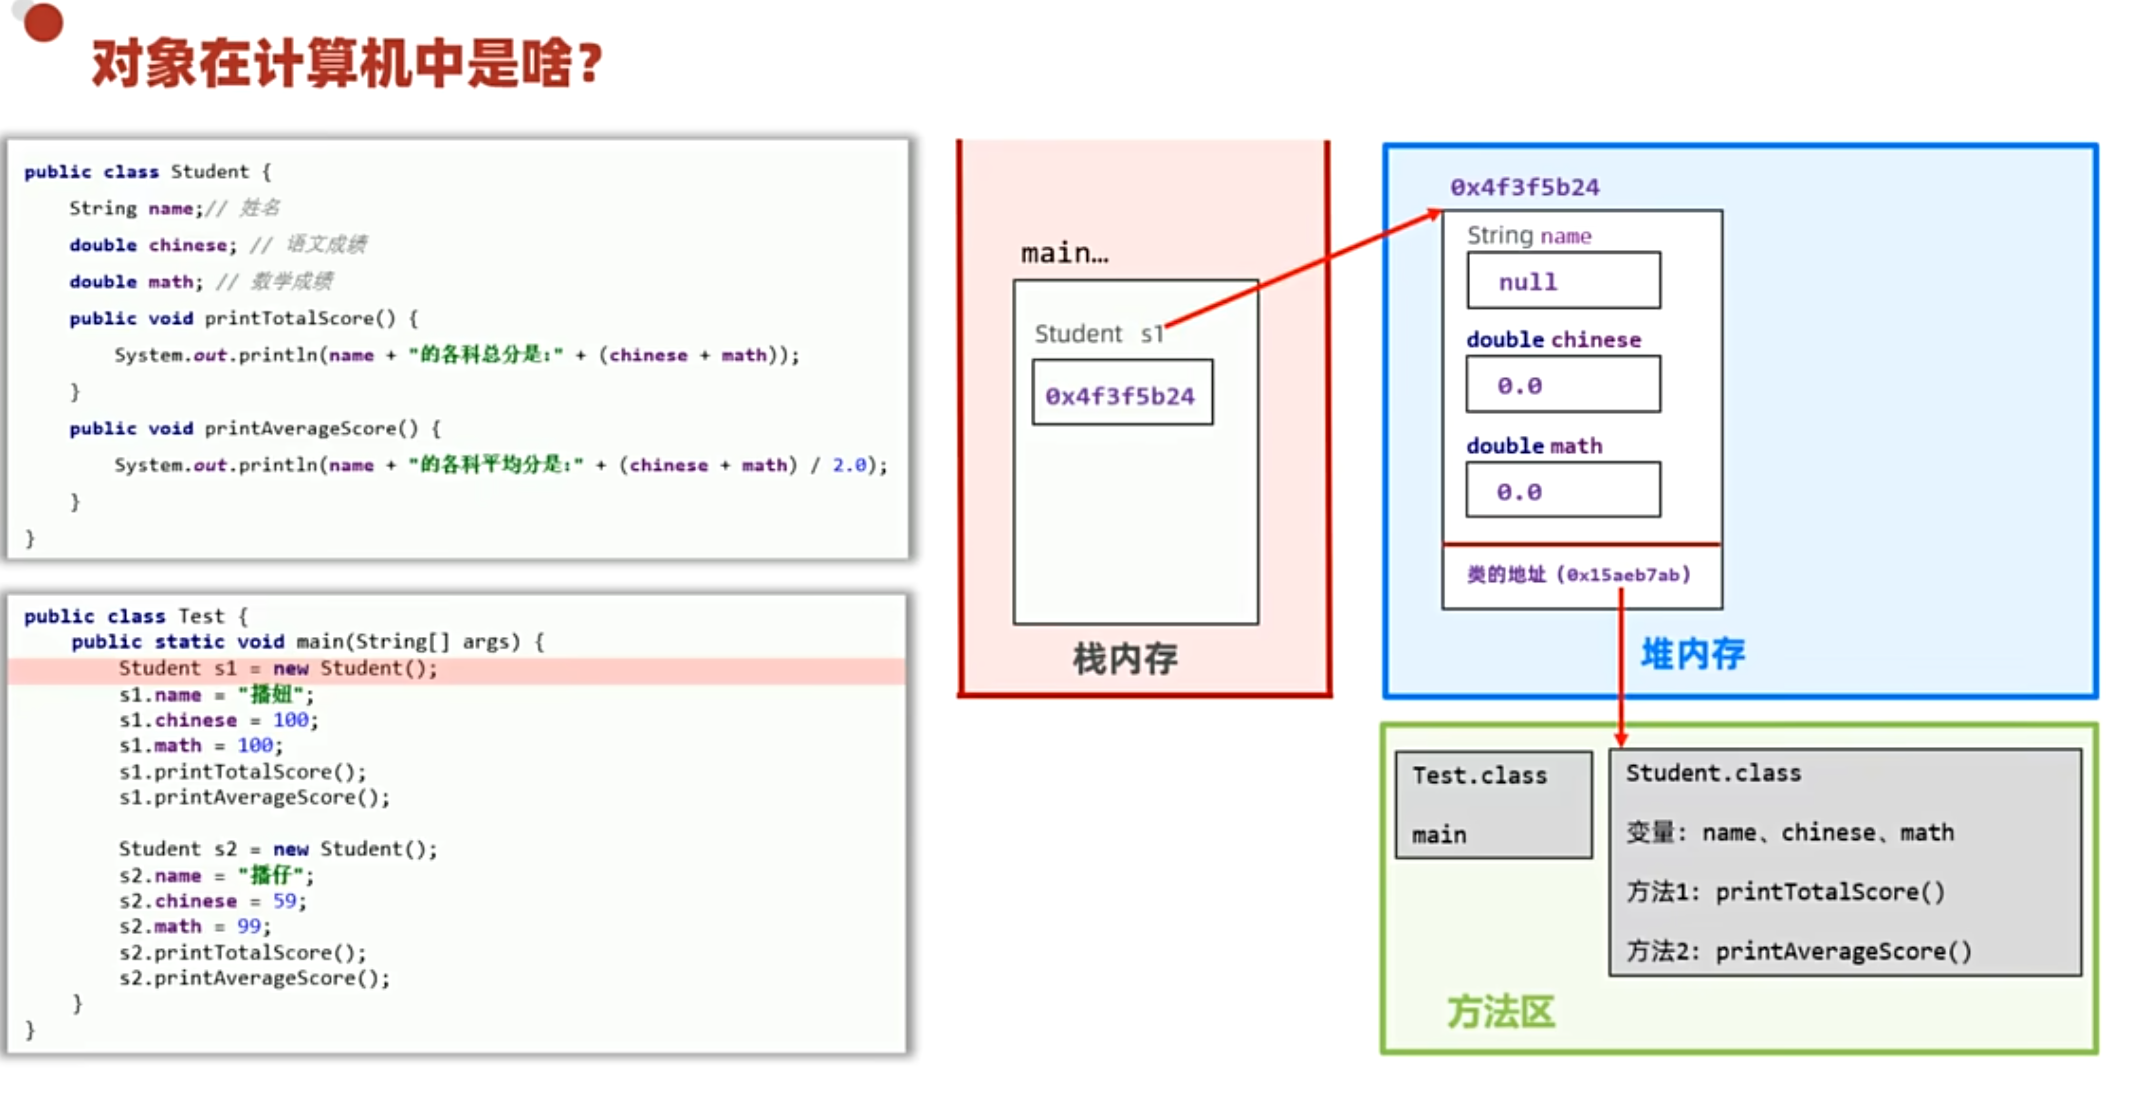 对象在计算机中是啥?
public class Student {
String name;// 姓名
double chinese; // 语文成绩
double math; // 数学成绩
public void printTotalScore() {
System.out.println(name + "的各科总分是:" + (chinese + math));
}
public void printAverageScore() {
System.out.println(name + "的各科平均分是:" + (chinese + math) / 2.0);
}
}
public class Test {
public static void main(String[] args) {
Student s1 = new Student();
s1.name = "播妞";
s1.chinese = 100;
s1.math = 100;
s1.printTotalScore();
s1.printAverageScore();
Student s2 = new Student();
s2.name = "播仔";
s2.chinese = 59;
s2.math = 99;
s2.printTotalScore();
s2.printAverageScore();
}
}
main…
Student s1
0x4f3f5b24
栈内存
0x4f3f5b24
String name
null
double chinese
0.0
double math
0.0
类的地址 (0x15aeb7ab)
堆内存
Test.class
main
Student.class
变量: name、chinese、math
方法1: printTotalScore()
方法2: printAverageScore()
方法区